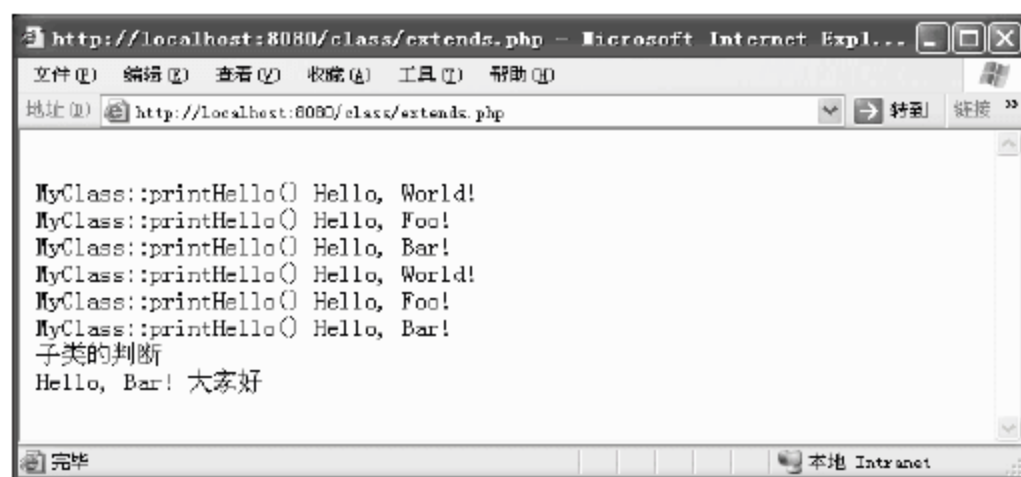 http://localhost:8080/class/extends.php - Microsoft Internet Expl...
文件(F) 编辑(E) 查看(V) 收藏(A) 工具(T) 帮助(H)
地址(D) http://localhost:8080/class/extends.php 转到 链接 »
MyClass::printHello() Hello, World!
MyClass::printHello() Hello, Foo!
MyClass::printHello() Hello, Bar!
MyClass::printHello() Hello, World!
MyClass::printHello() Hello, Foo!
MyClass::printHello() Hello, Bar!
子类的判断
Hello, Bar! 大家好
完毕 本地 Intranet